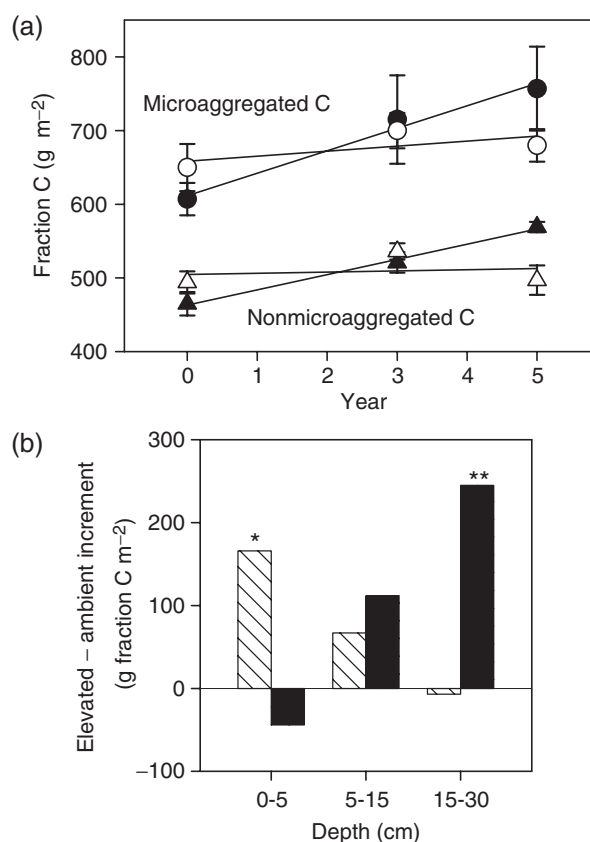 (a)
800
700
600
500
400
Fraction C (g m−2)
Microaggregated C
Nonmicroaggregated C
0 1 2 3 4 5
Year
(b)
300
200
100
0
−100
Elevated – ambient increment
(g fraction C m−2)
*
**
0-5 5-15 15-30
Depth (cm)